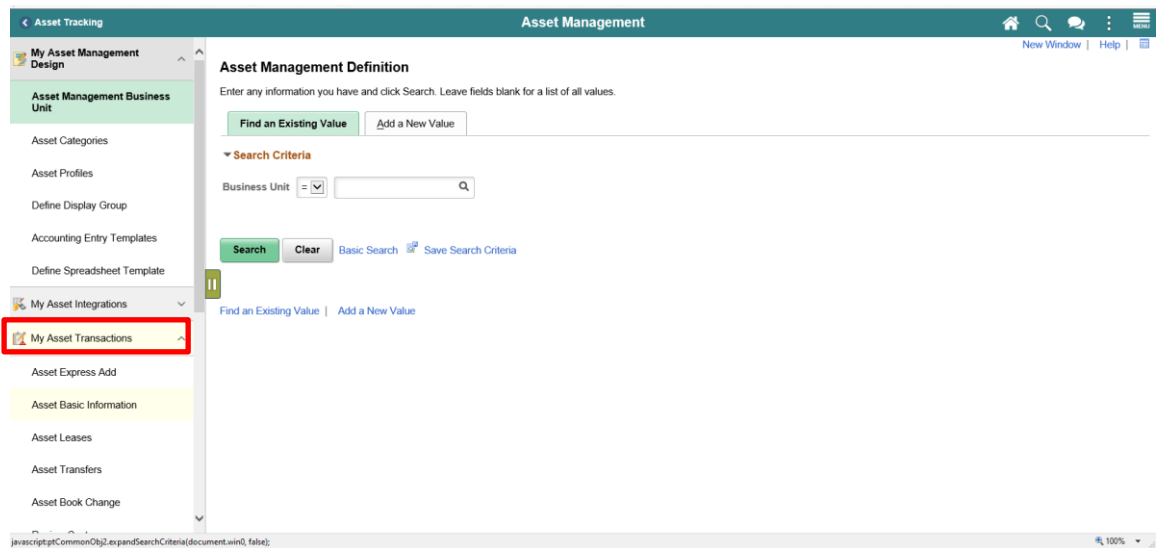 Asset Tracking
Asset Management
MENU
New Window | Help |
My Asset Management
Design
Asset Management Business
Unit
Asset Categories
Asset Profiles
Define Display Group
Accounting Entry Templates
Define Spreadsheet Template
My Asset Integrations
My Asset Transactions
Asset Express Add
Asset Basic Information
Asset Leases
Asset Transfers
Asset Book Change
Asset Management Definition
Enter any information you have and click Search. Leave fields blank for a list of all values.
Find an Existing Value
Add a New Value
Search Criteria
Business Unit =
Search Clear Basic Search Save Search Criteria
Find an Existing Value | Add a New Value
javascript:ptCommonObj2.expandSearchCriteria(document.win0, false);
100%